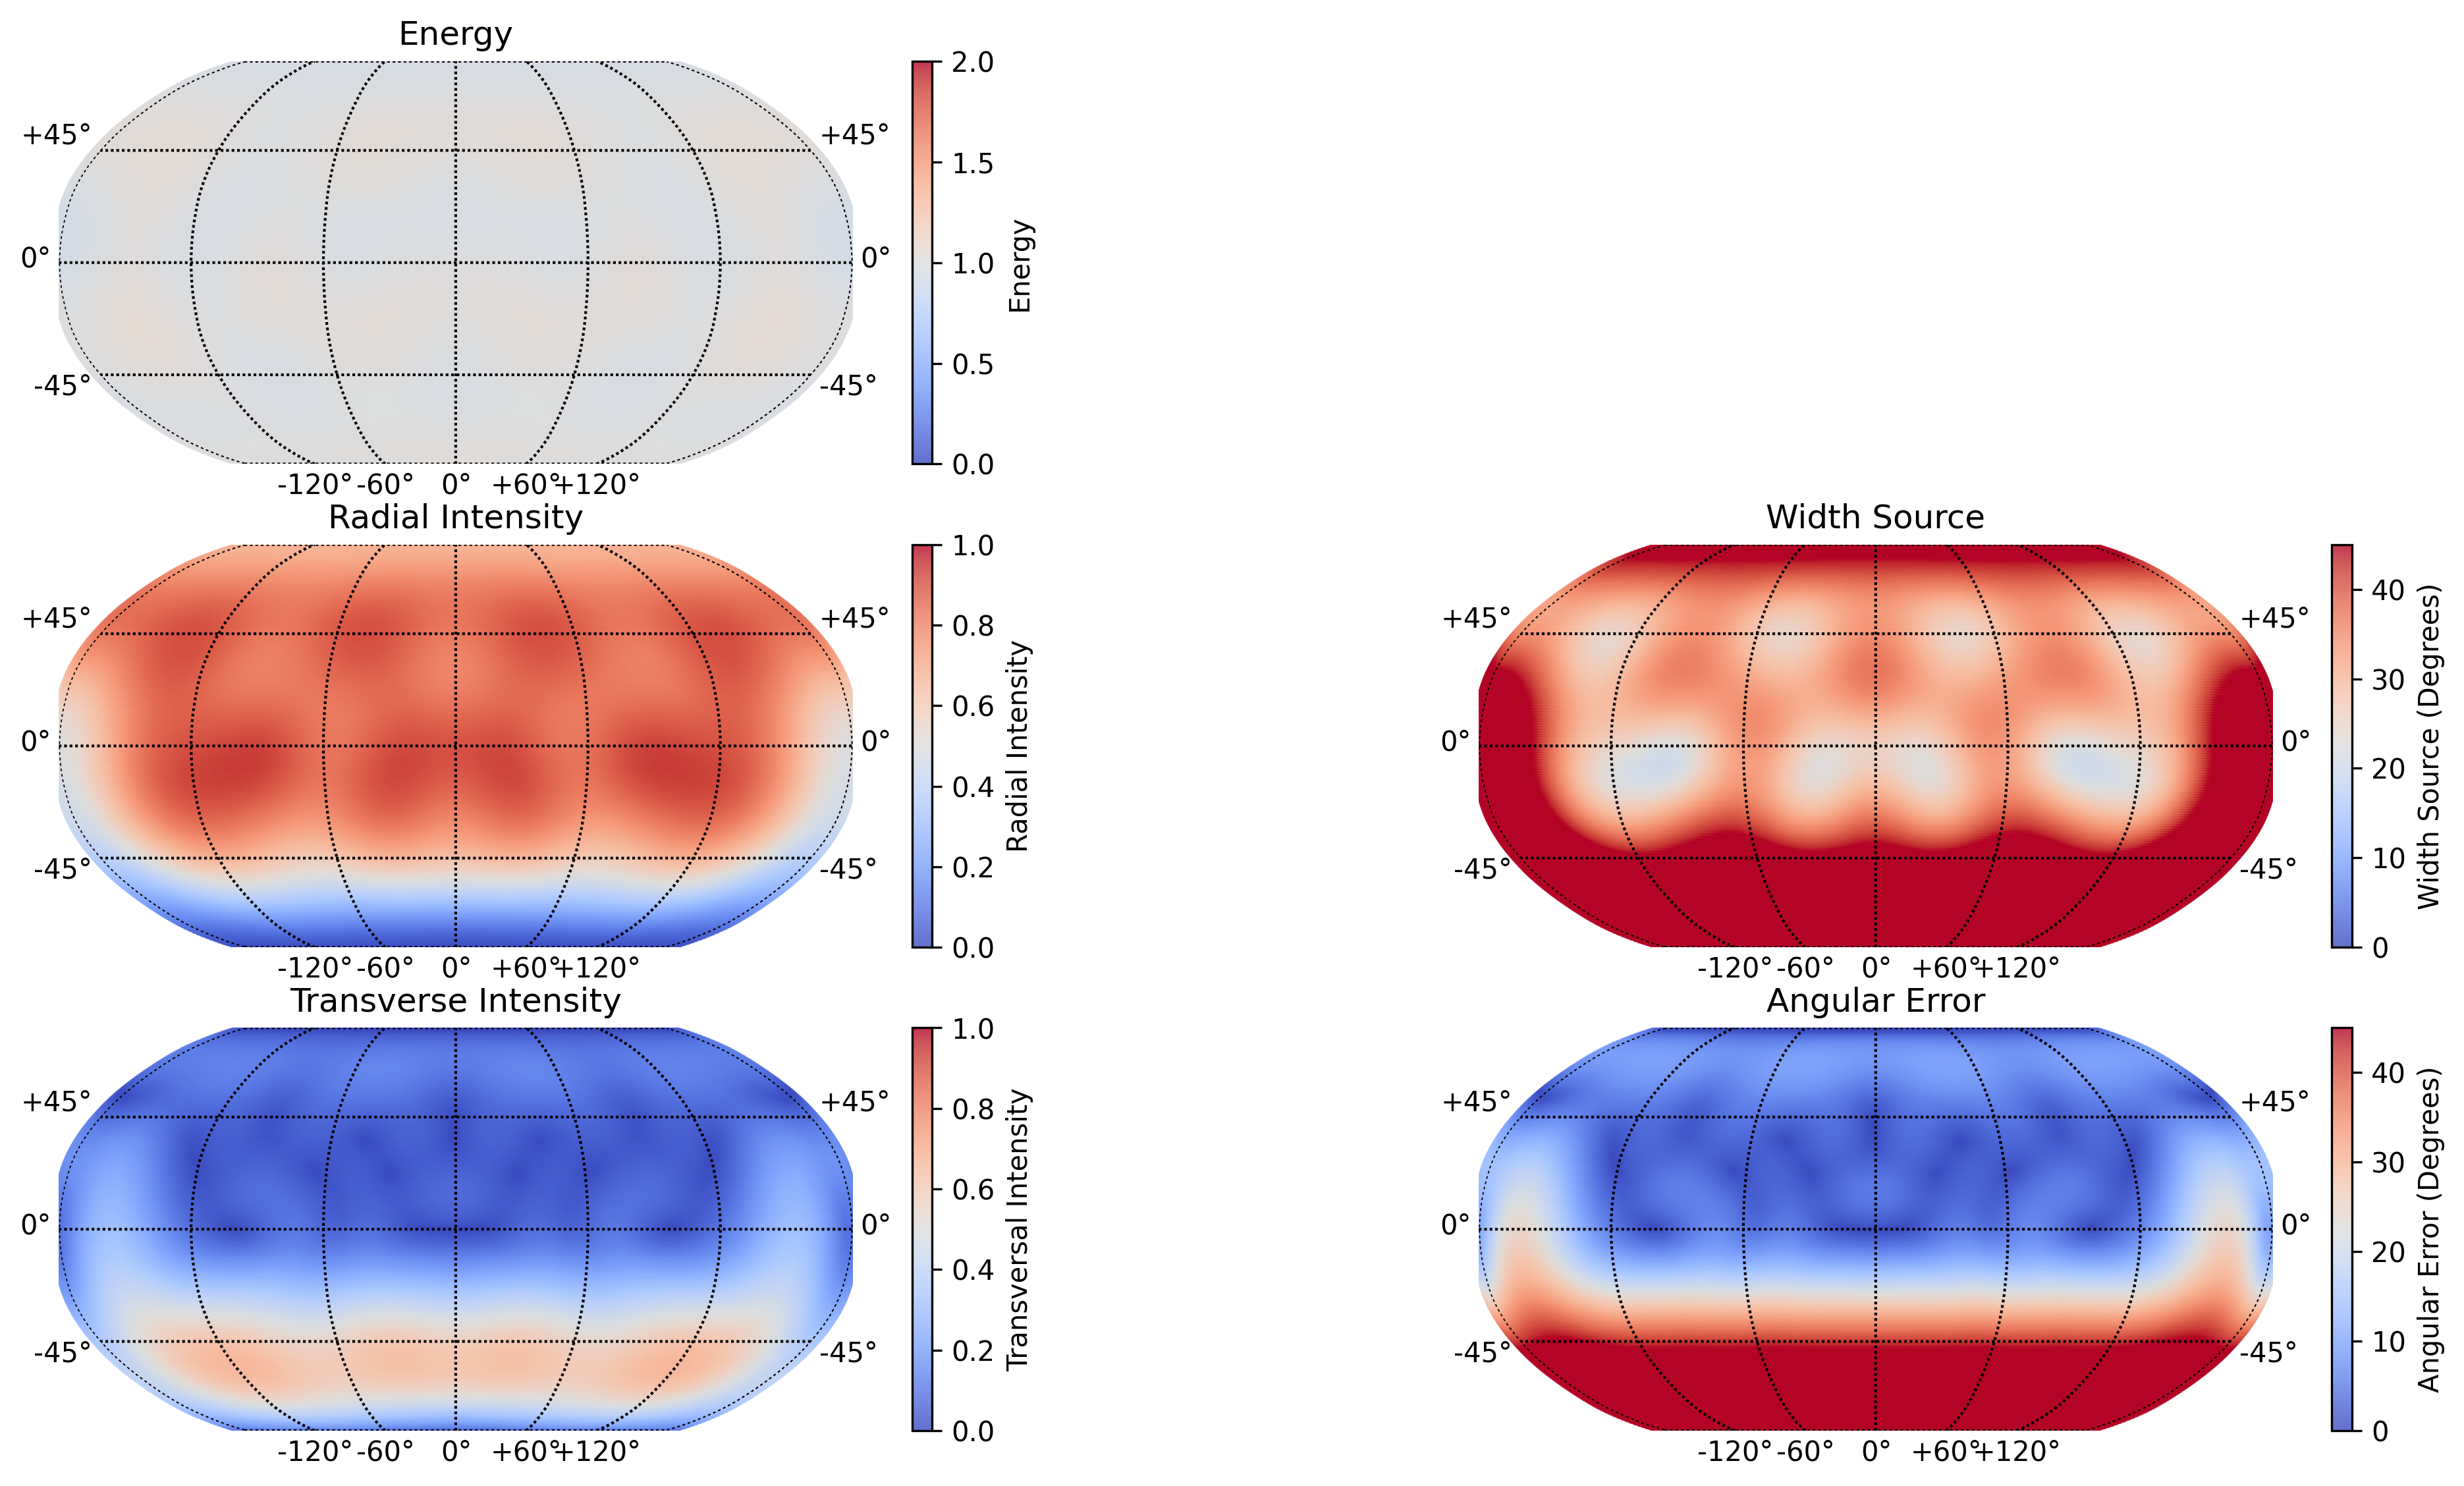 Energy
2.0
+45° +45° 1.5
0° 0° 1.0 Energy
-45° -45° 0.5
0.0
-120° -60° 0° +60° +120°
Radial Intensity Width Source
1.0
+45° +45° 0.8 +45° +45° 40
0.6 30
0° 0° Radial Intensity 0° 0° Width Source (Degrees)
0.4 20
-45° -45° 0.2 -45° -45° 10
0.0 0
-120° -60° 0° +60° +120° -120° -60° 0° +60° +120°
Transverse Intensity Angular Error
1.0
+45° +45° 0.8 +45° +45° 40
0.6 30
0° 0° Transversal Intensity 0° 0° Angular Error (Degrees)
0.4 20
-45° -45° 0.2 -45° -45° 10
0.0 0
-120° -60° 0° +60° +120° -120° -60° 0° +60° +120°